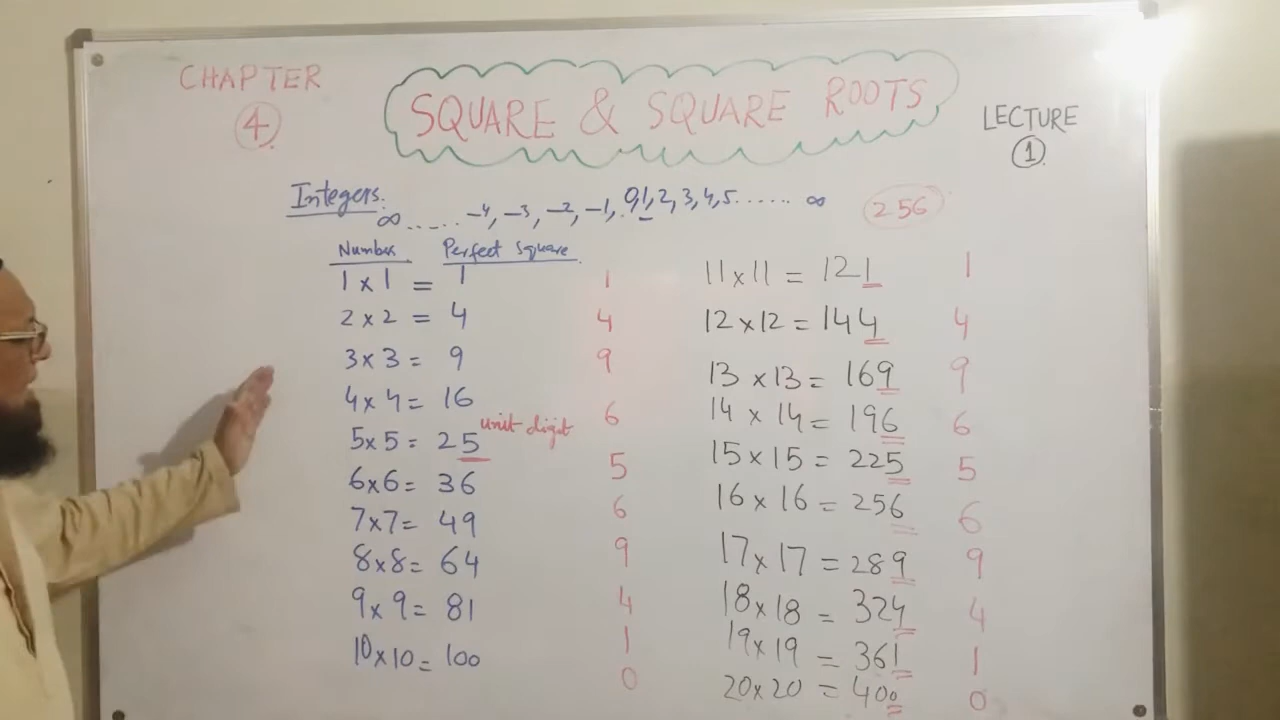 CHAPTER
4.
SQUARE & SQUARE ROOTS
LECTURE
1.
Integers.
∞ ...... -4, -3, -2, -1, 0,1,2,3,4,5...... ∞
256
Number Perfect Square
1 x 1 = 1 1
2 x 2 = 4 4
3 x 3 = 9 9
4 x 4 = 16 6
5 x 5 = 25 unit digit 5
6 x 6 = 36 6
7 x 7 = 49 9
8 x 8 = 64 4
9 x 9 = 81 1
10 x 10 = 100 0
11 x 11 = 121 1
12 x 12 = 144 4
13 x 13 = 169 9
14 x 14 = 196 6
15 x 15 = 225 5
16 x 16 = 256 6
17 x 17 = 289 9
18 x 18 = 324 4
19 x 19 = 361 1
20 x 20 = 400 0